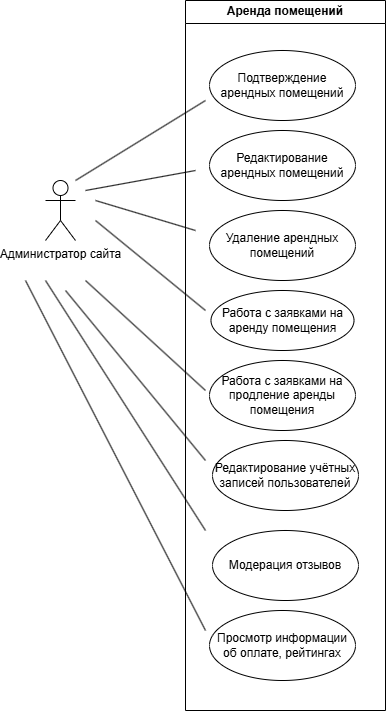 Аренда помещений
Подтверждение
арендных помещений
Редактирование
арендных помещений
Удаление арендных
помещений
Администратор сайта
Работа с заявками на
аренду помещения
Работа с заявками на
продление аренды
помещения
Редактирование учётных
записей пользователей
Модерация отзывов
Просмотр информации
об оплате, рейтингах